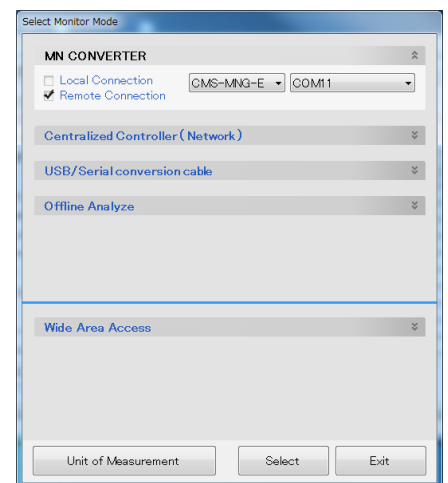 Select Monitor Mode
MN CONVERTER
Local Connection
CMS-MNG-E
COM11
Remote Connection
Centralized Controller(Network)
USB/Serial conversion cable
Offline Analyze
Wide Area Access
Unit of Measurement
Select
Exit